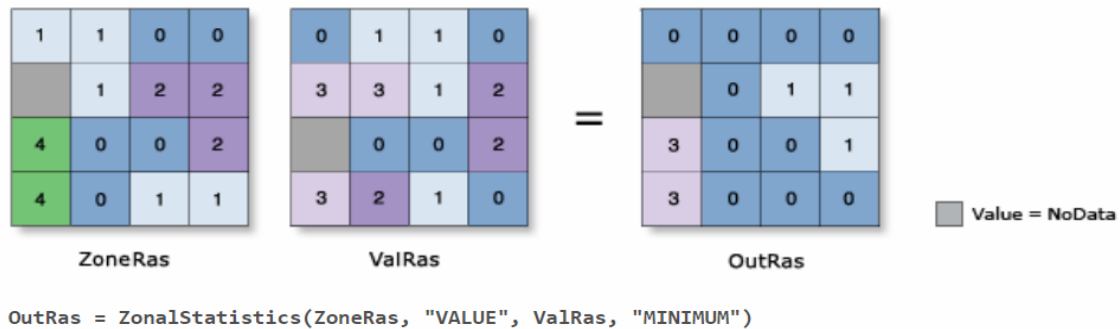 1 1 0 0 0 1 1 0 0 0 0 0
1 2 2 3 3 1 2 0 1 1
=
4 0 0 2 0 0 2 3 0 0 1
4 0 1 1 3 2 1 0 3 0 0 0
Value = NoData
ZoneRas ValRas OutRas
OutRas = ZonalStatistics(ZoneRas, "VALUE", ValRas, "MINIMUM")